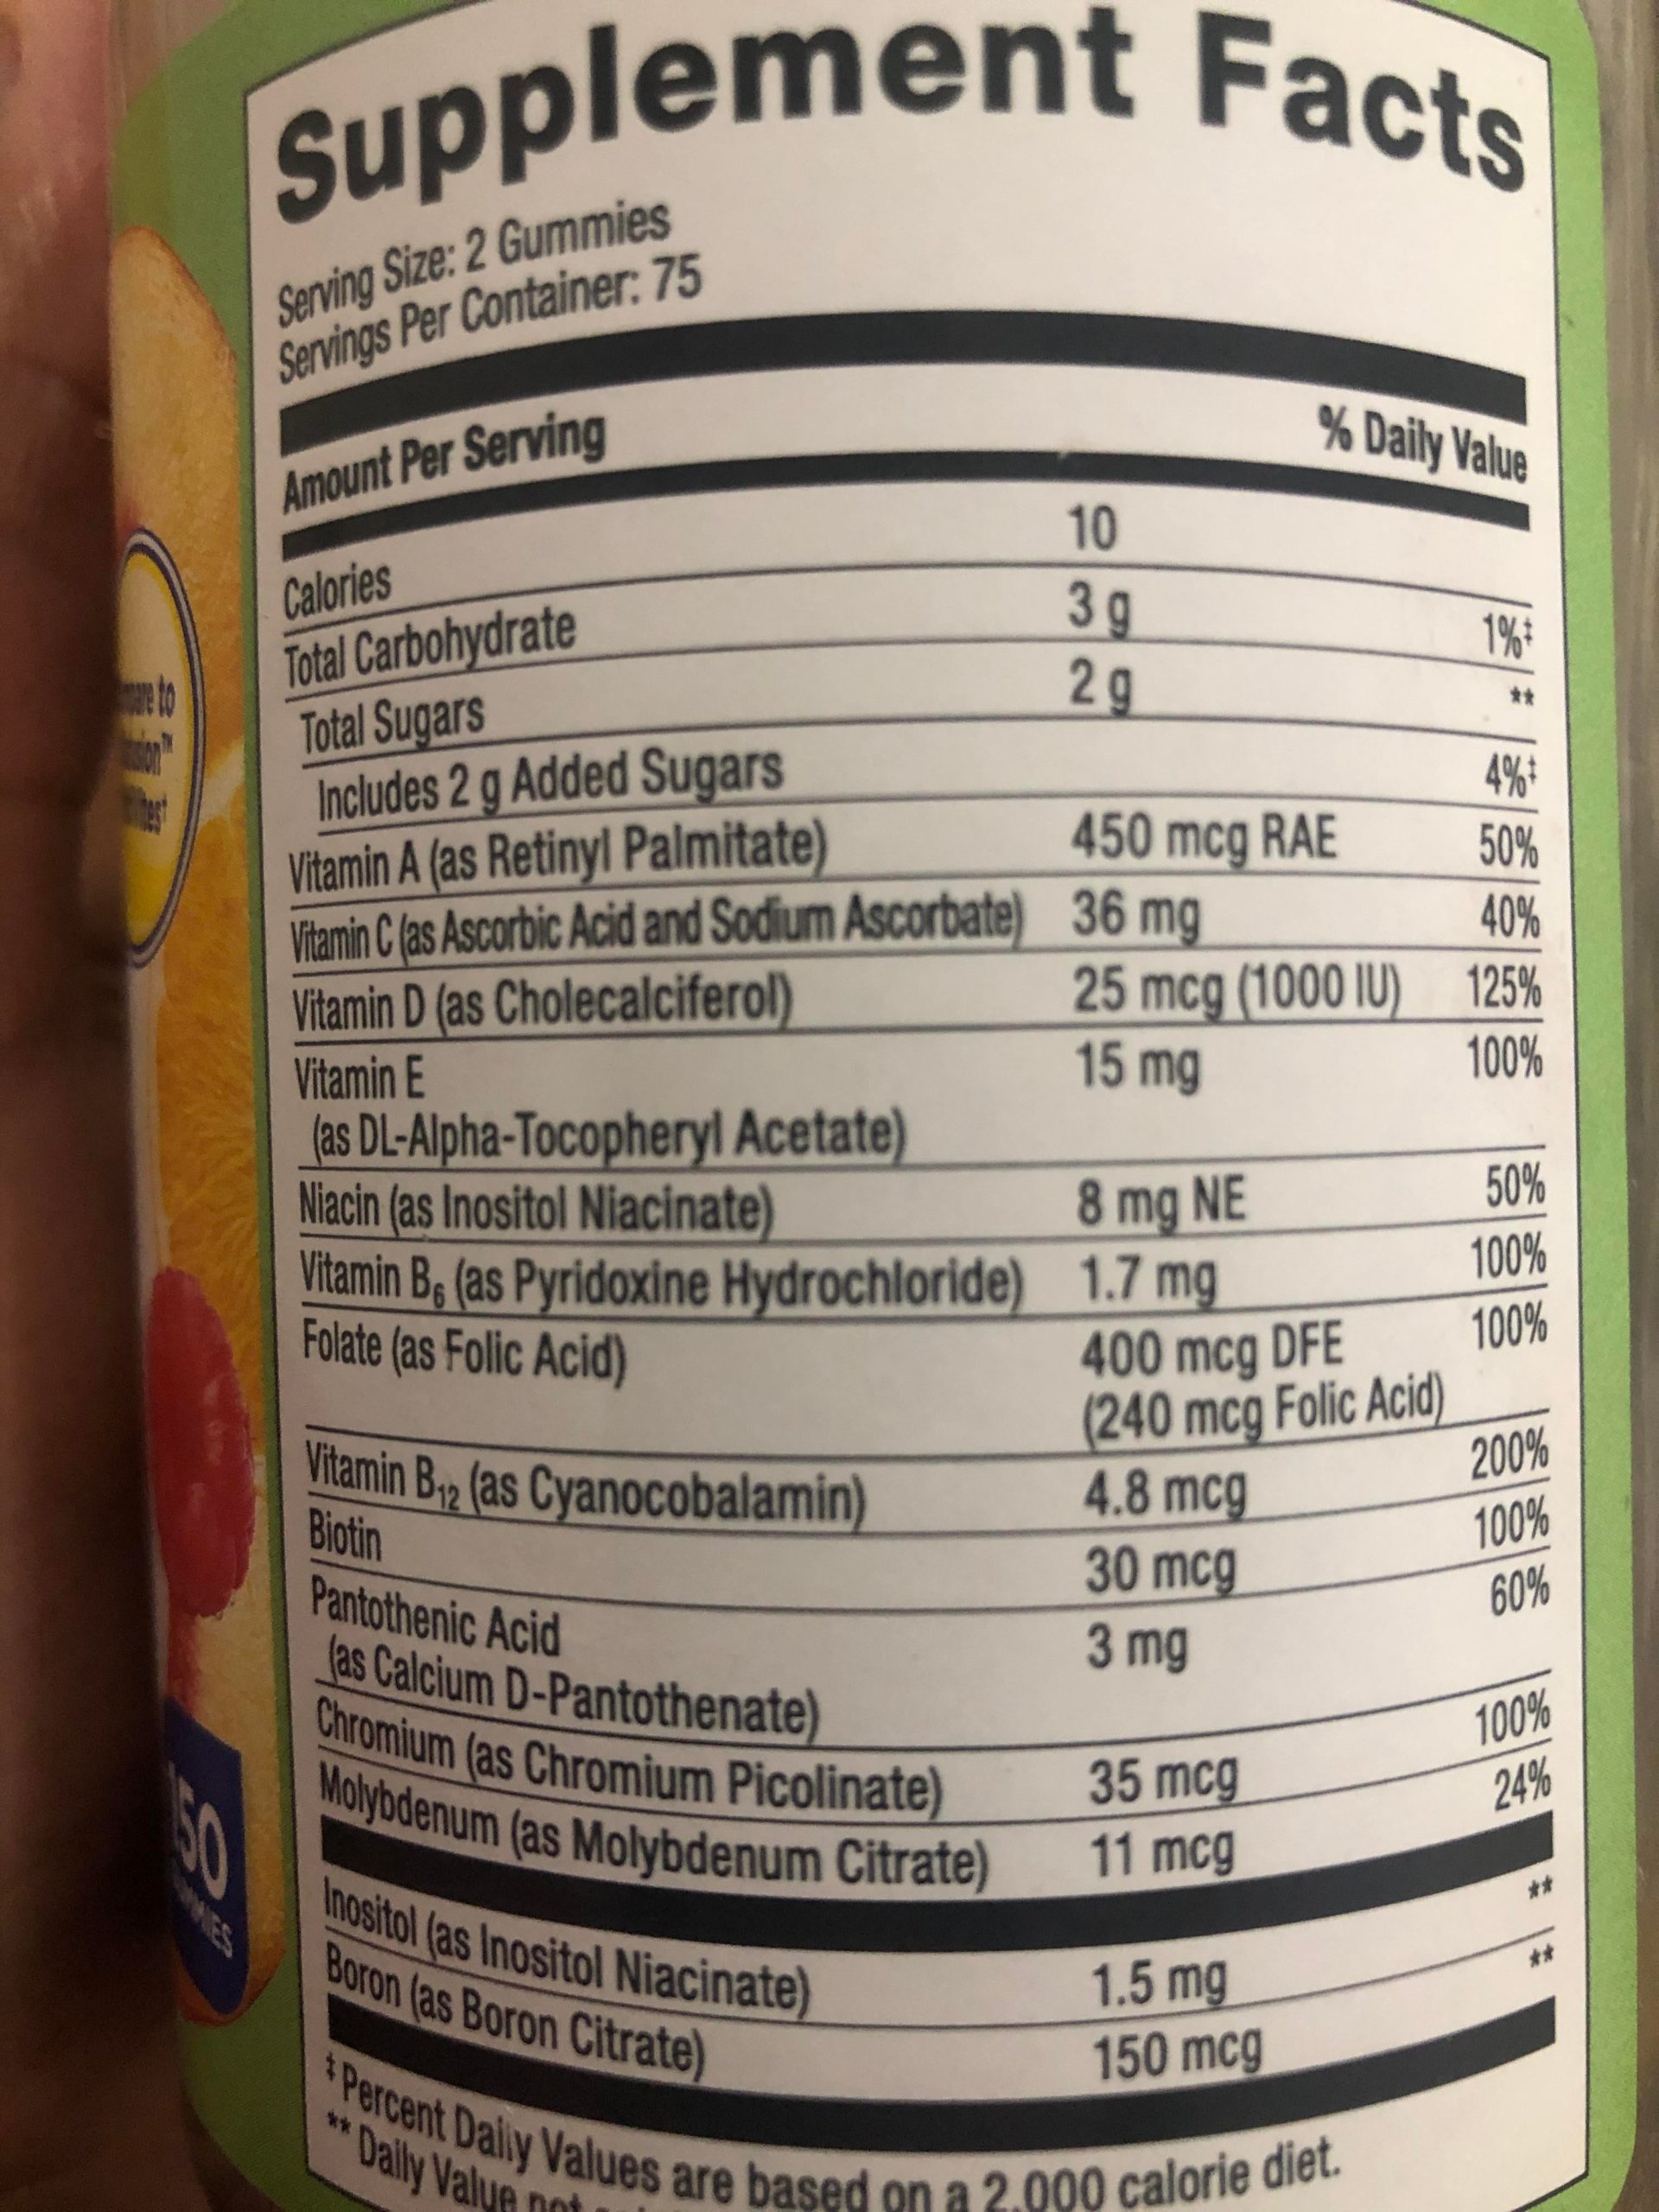 Supplement Facts
Serving Size: 2 Gummies
Servings Per Container: 75
Amount Per Serving % Daily Value
Calories 10
Total Carbohydrate 3 g 1%‡
Total Sugars 2 g **
Includes 2 g Added Sugars 4%‡
Vitamin A (as Retinyl Palmitate) 450 mcg RAE 50%
Vitamin C (as Ascorbic Acid and Sodium Ascorbate) 36 mg 40%
Vitamin D (as Cholecalciferol) 25 mcg (1000 IU) 125%
Vitamin E 15 mg 100%
(as DL-Alpha-Tocopheryl Acetate)
Niacin (as Inositol Niacinate) 8 mg NE 50%
Vitamin B6 (as Pyridoxine Hydrochloride) 1.7 mg 100%
Folate (as Folic Acid) 400 mcg DFE 100%
(240 mcg Folic Acid)
Vitamin B12 (as Cyanocobalamin) 4.8 mcg 200%
Biotin 30 mcg 100%
Pantothenic Acid 3 mg 60%
(as Calcium D-Pantothenate)
Chromium (as Chromium Picolinate) 35 mcg 100%
Molybdenum (as Molybdenum Citrate) 11 mcg 24%
Inositol (as Inositol Niacinate) 1.5 mg **
Boron (as Boron Citrate) 150 mcg **
‡ Percent Daily Values are based on a 2,000 calorie diet.
** Daily Value not
to
50